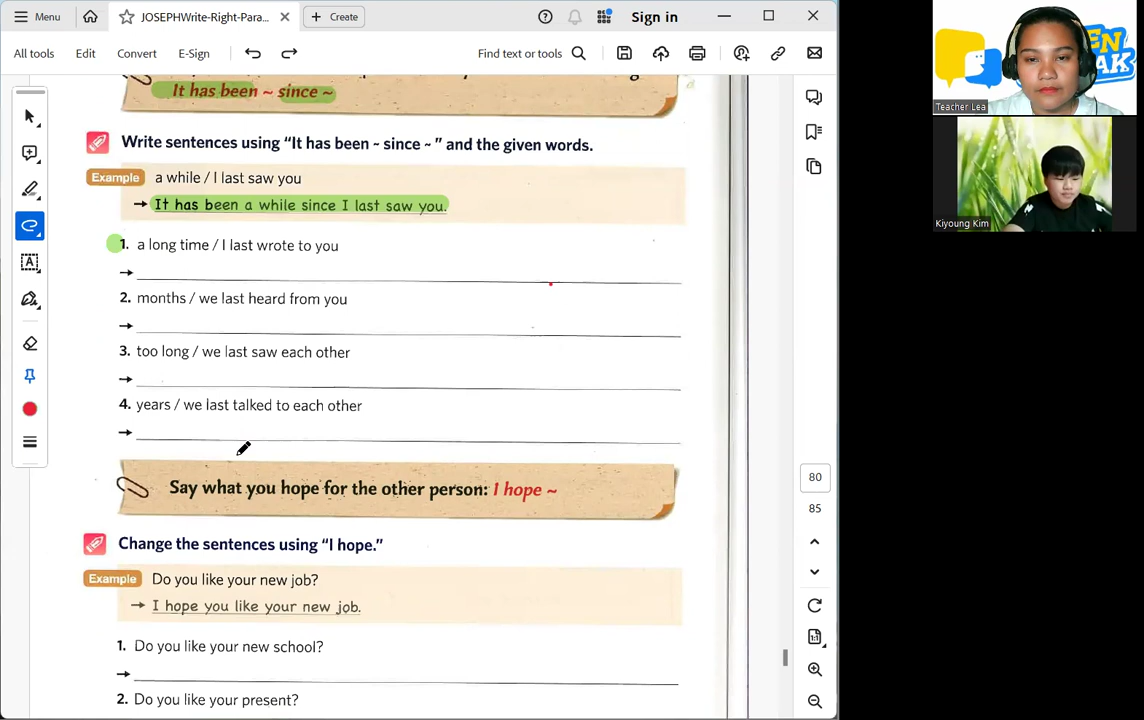 Menu
JOSEPHWrite-Right-Para...
Create
Sign in
All tools
Edit
Convert
E-Sign
Find text or tools
It has been ~ since ~
Write sentences using “It has been ~ since ~ ” and the given words.
Example a while / I last saw you
→ It has been a while since I last saw you.
1. a long time / I last wrote to you
→
2. months / we last heard from you
→
3. too long / we last saw each other
→
4. years / we last talked to each other
→
Say what you hope for the other person: I hope ~
Change the sentences using “I hope.”
Example Do you like your new job?
→ I hope you like your new job.
1. Do you like your new school?
→
2. Do you like your present?
80
85
1:1
Teacher Lea
Kiyoung Kim